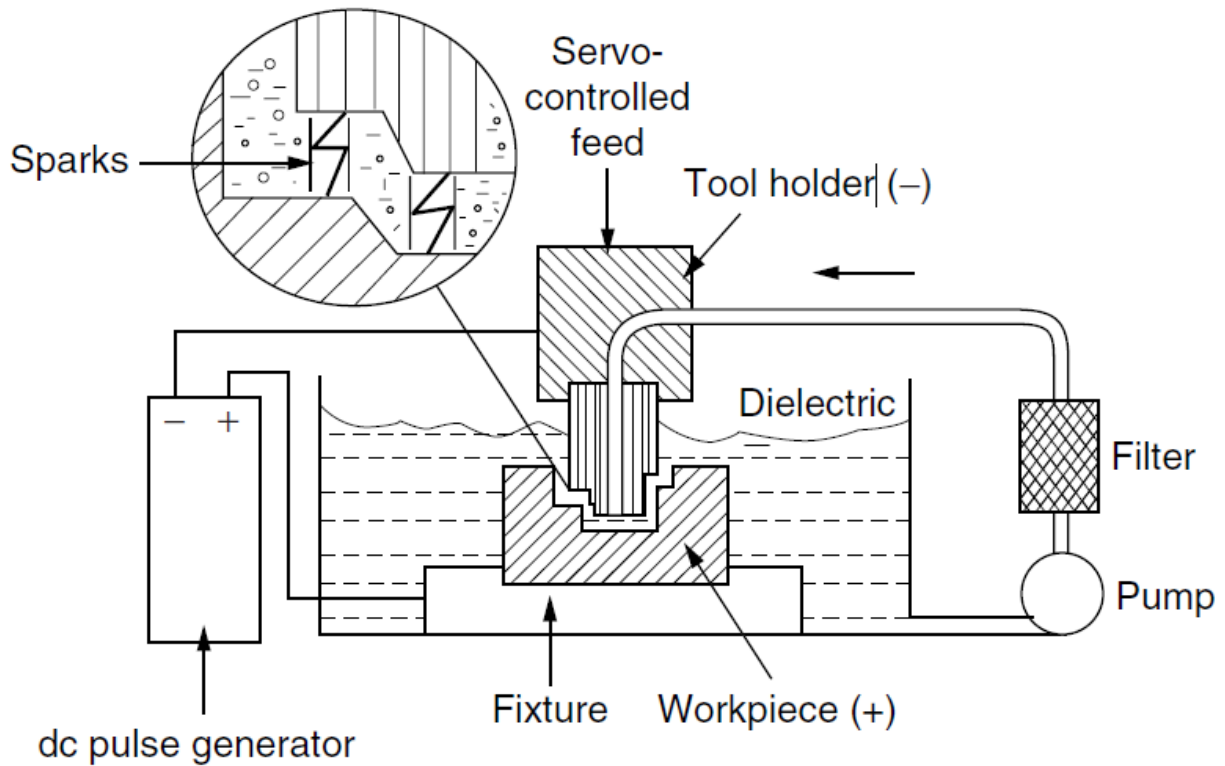 Servo-
controlled
feed
Sparks
Tool holder (–)
Dielectric
– +
Filter
Pump
Fixture
Workpiece (+)
dc pulse generator